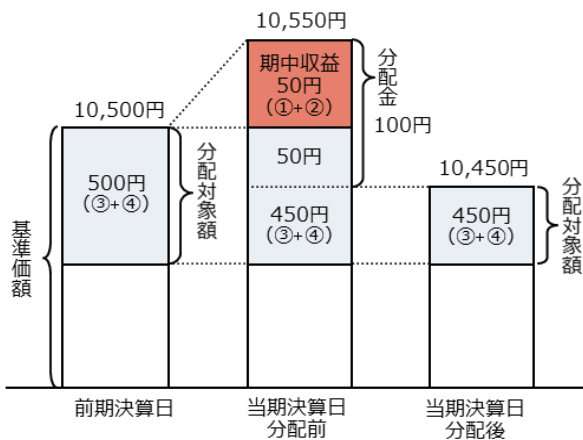 10,550円
期中収益
50円
(①+②)
分配金
100円
10,500円
500円
(③+④)
分配対象額
50円
450円
(③+④)
10,450円
450円
(③+④)
分配対象額
基準価額
前期決算日
当期決算日
分配前
当期決算日
分配後